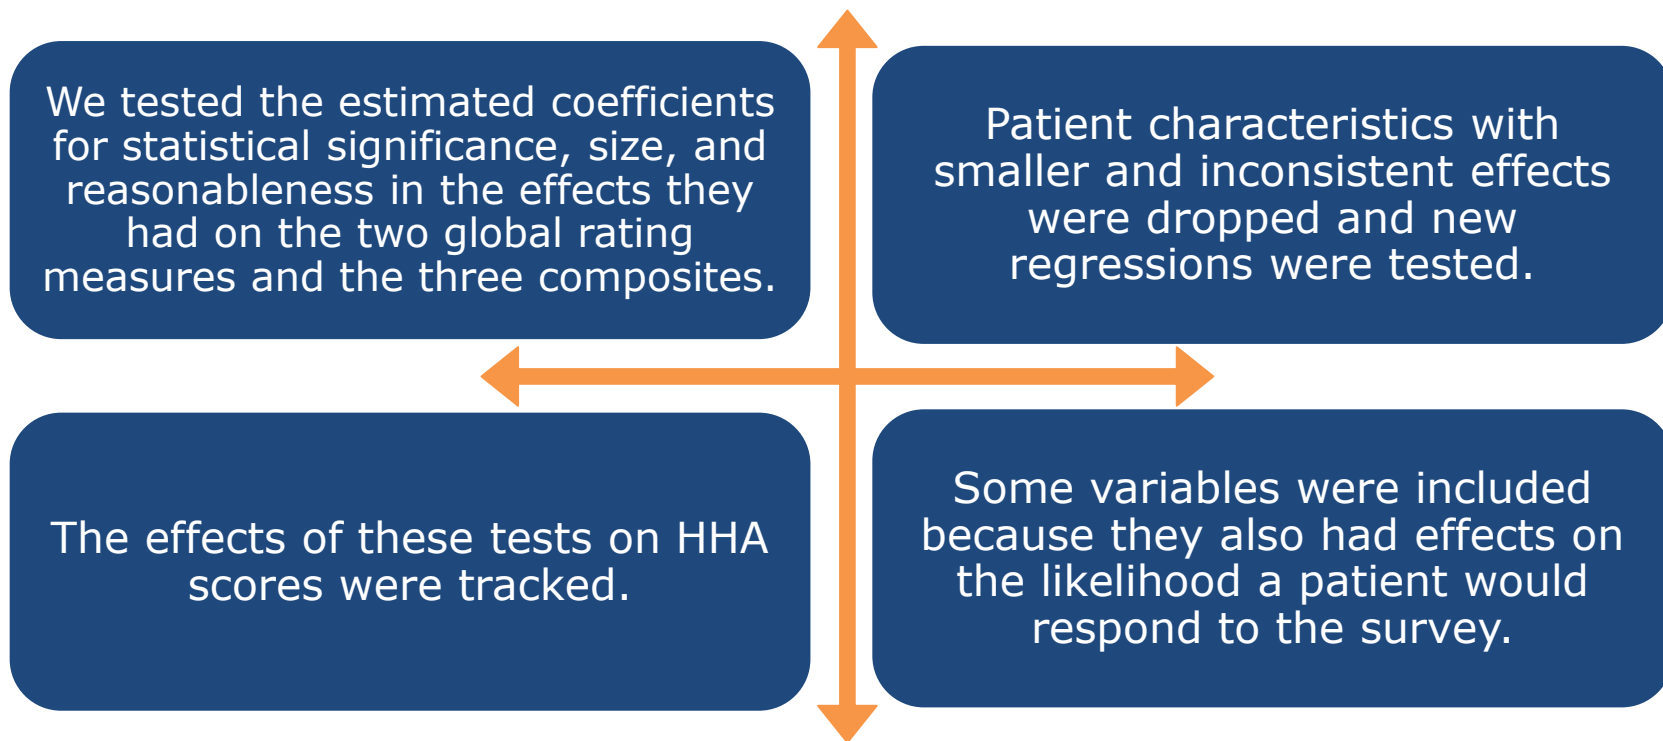 We tested the estimated coefficients
for statistical significance, size, and
reasonableness in the effects they
had on the two global rating
measures and the three composites.
Patient characteristics with
smaller and inconsistent effects
were dropped and new
regressions were tested.
The effects of these tests on HHA
scores were tracked.
Some variables were included
because they also had effects on
the likelihood a patient would
respond to the survey.